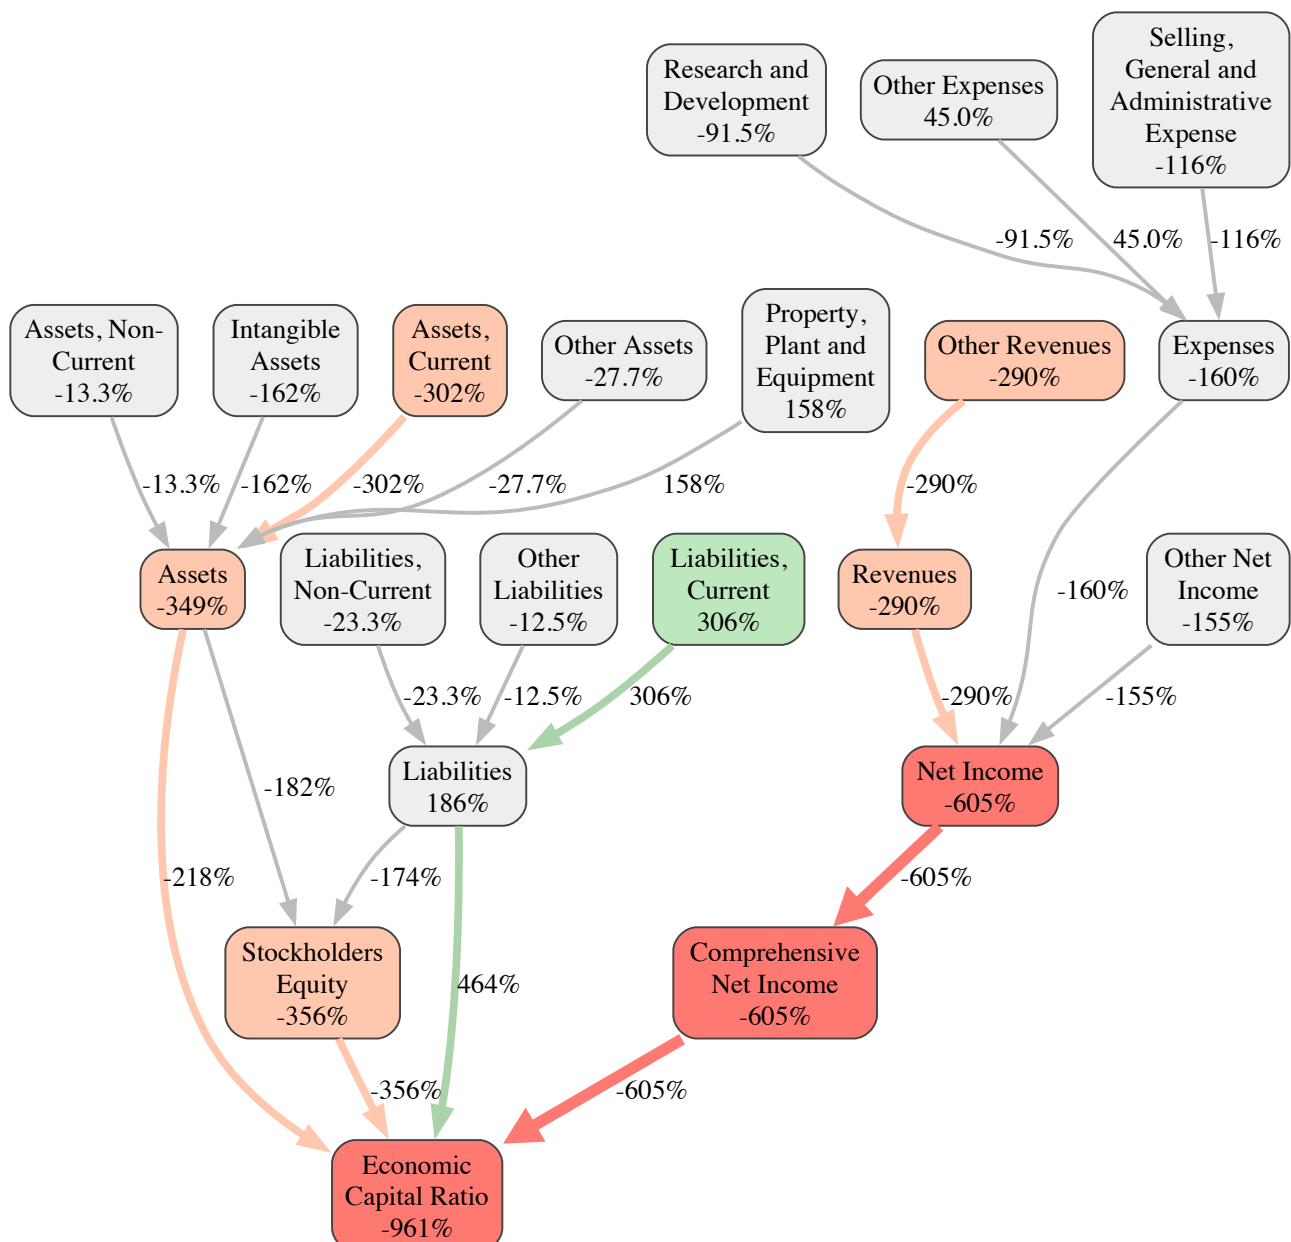 Selling,
General and
Administrative
Expense
-116%
Research and
Development
-91.5%
Other Expenses
45.0%
-91.5%
45.0%
-116%
Assets, Non-
Current
-13.3%
Intangible
Assets
-162%
Assets,
Current
-302%
Other Assets
-27.7%
Property,
Plant and
Equipment
158%
Other Revenues
-290%
Expenses
-160%
-13.3%
-162%
-302%
-27.7%
158%
-290%
Assets
-349%
Liabilities,
Non-Current
-23.3%
Other
Liabilities
-12.5%
Liabilities,
Current
306%
Revenues
-290%
-160%
Other Net
Income
-155%
-23.3%
-12.5%
306%
-290%
-155%
-182%
Liabilities
186%
Net Income
-605%
-218%
-174%
-605%
Stockholders
Equity
-356%
464%
Comprehensive
Net Income
-605%
-356%
-605%
Economic
Capital Ratio
-961%